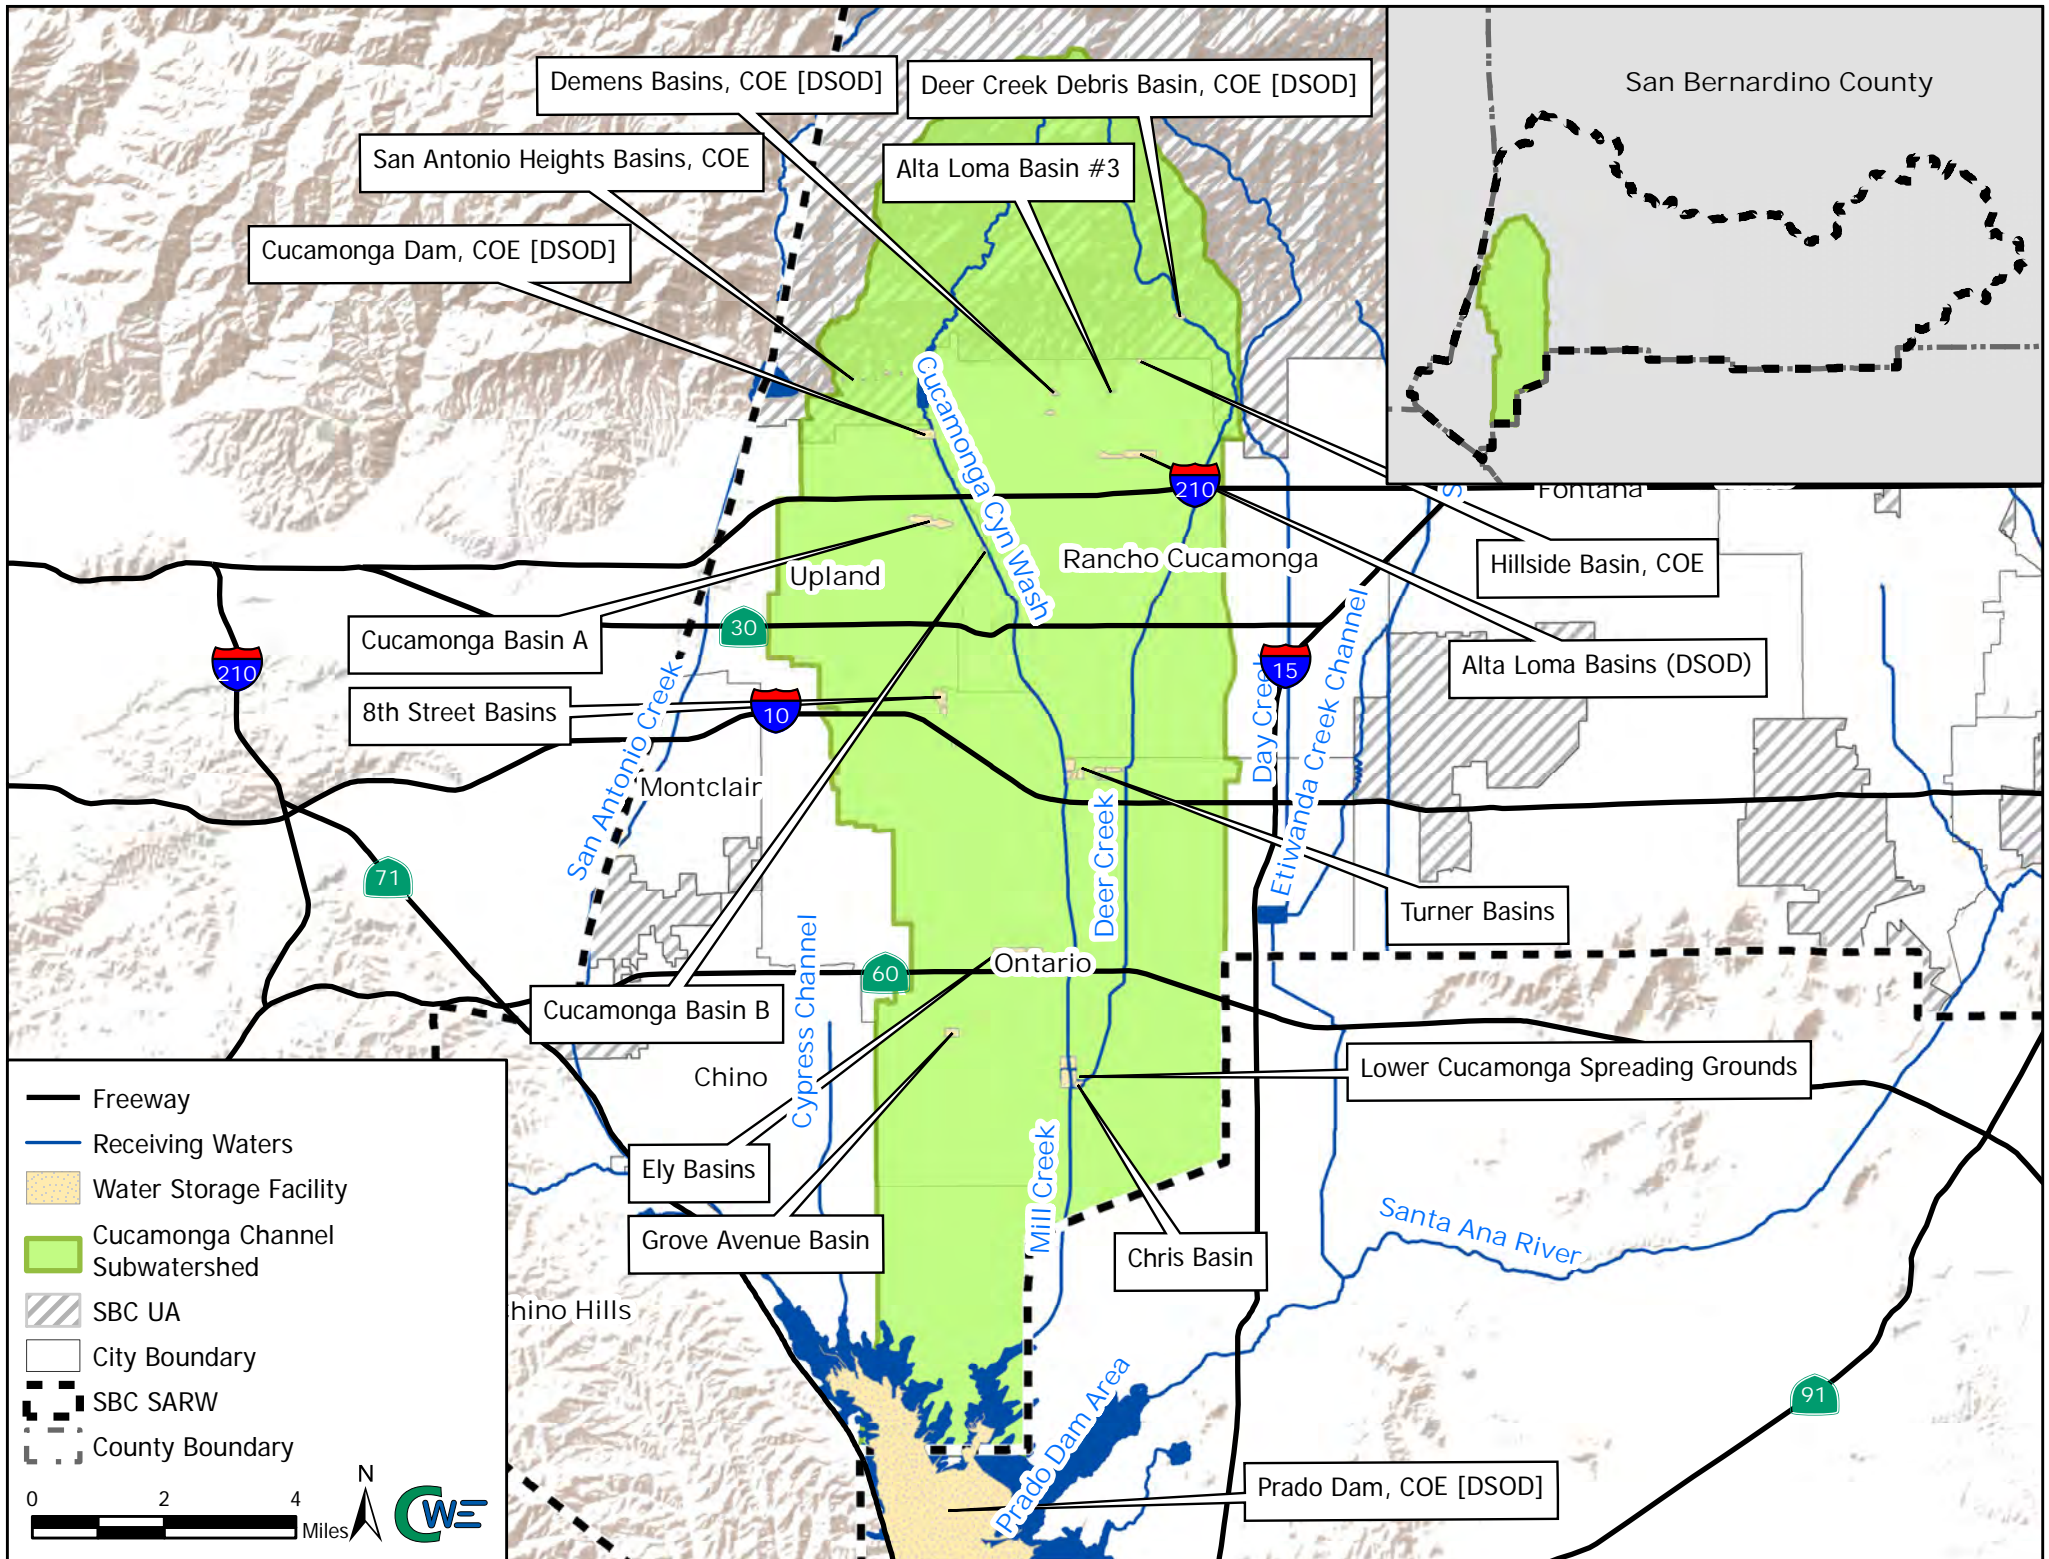 San Bernardino County
Demens Basins, COE [DSOD]
Deer Creek Debris Basin, COE [DSOD]
San Antonio Heights Basins, COE
Alta Loma Basin #3
Cucamonga Dam, COE [DSOD]
Cucamonga Cyn Wash
210
S
Fontana
Hillside Basin, COE
Rancho Cucamonga
Upland
Cucamonga Basin A
30
210
15
Alta Loma Basins (DSOD)
8th Street Basins
10
San Antonio Creek
Montclair
Day Creek
Etiwanda Creek Channel
Deer Creek
71
Turner Basins
Cypress Channel
60
Ontario
Cucamonga Basin B
Chino
Lower Cucamonga Spreading Grounds
Ely Basins
Mill Creek
Grove Avenue Basin
Chris Basin
Santa Ana River
hino Hills
Prado Dam Area
91
Prado Dam, COE [DSOD]
Freeway
Receiving Waters
Water Storage Facility
Cucamonga Channel
Subwatershed
SBC UA
City Boundary
SBC SARW
County Boundary
N
0 2 4
Miles
CWE